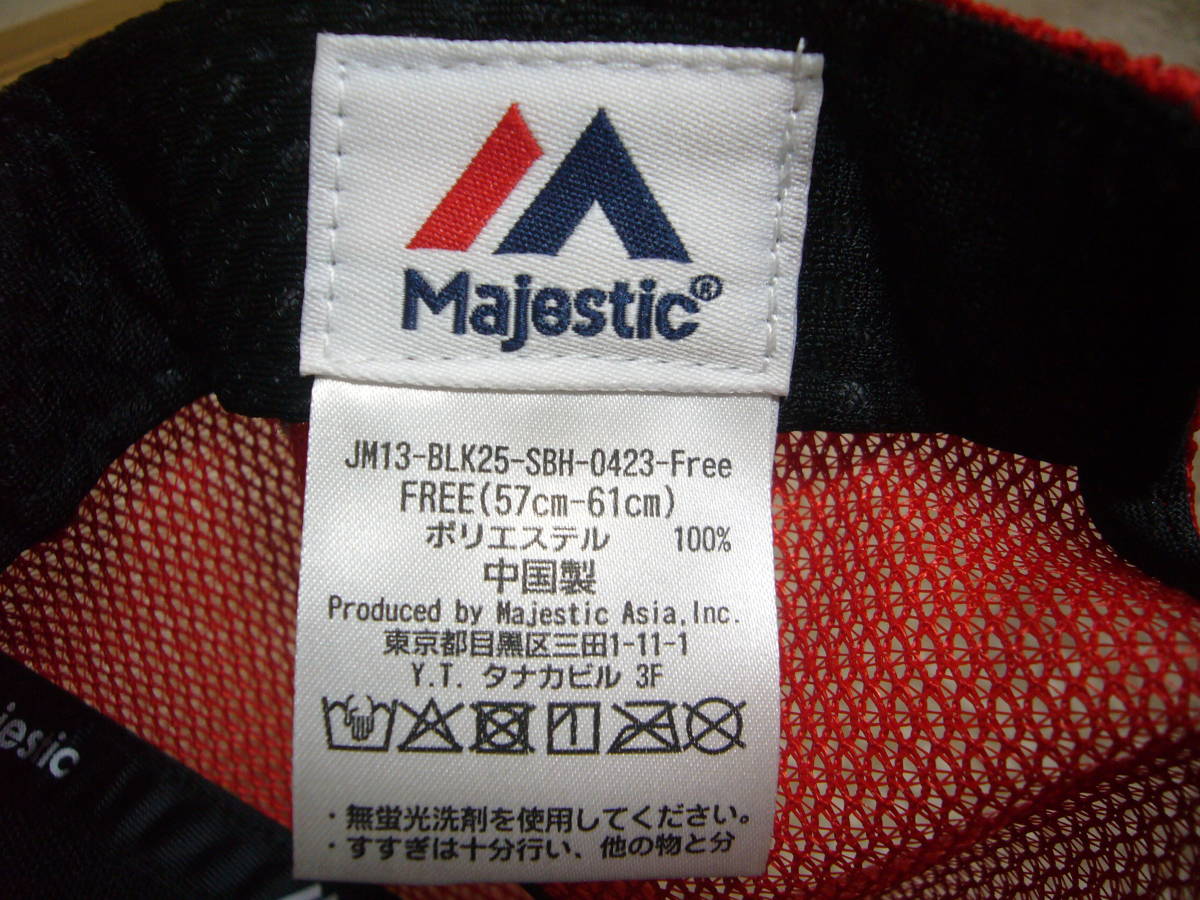 Majestic®
JM13-BLK25-SBH-0423-Free
FREE(57cm-61cm)
ポリエステル 100%
中国製
Produced by Majestic Asia,Inc.
東京都目黒区三田1-11-1
Y.T. タナカビル 3F
・無蛍光洗剤を使用してください。
・すすぎは十分行い、他の物と分
jestic